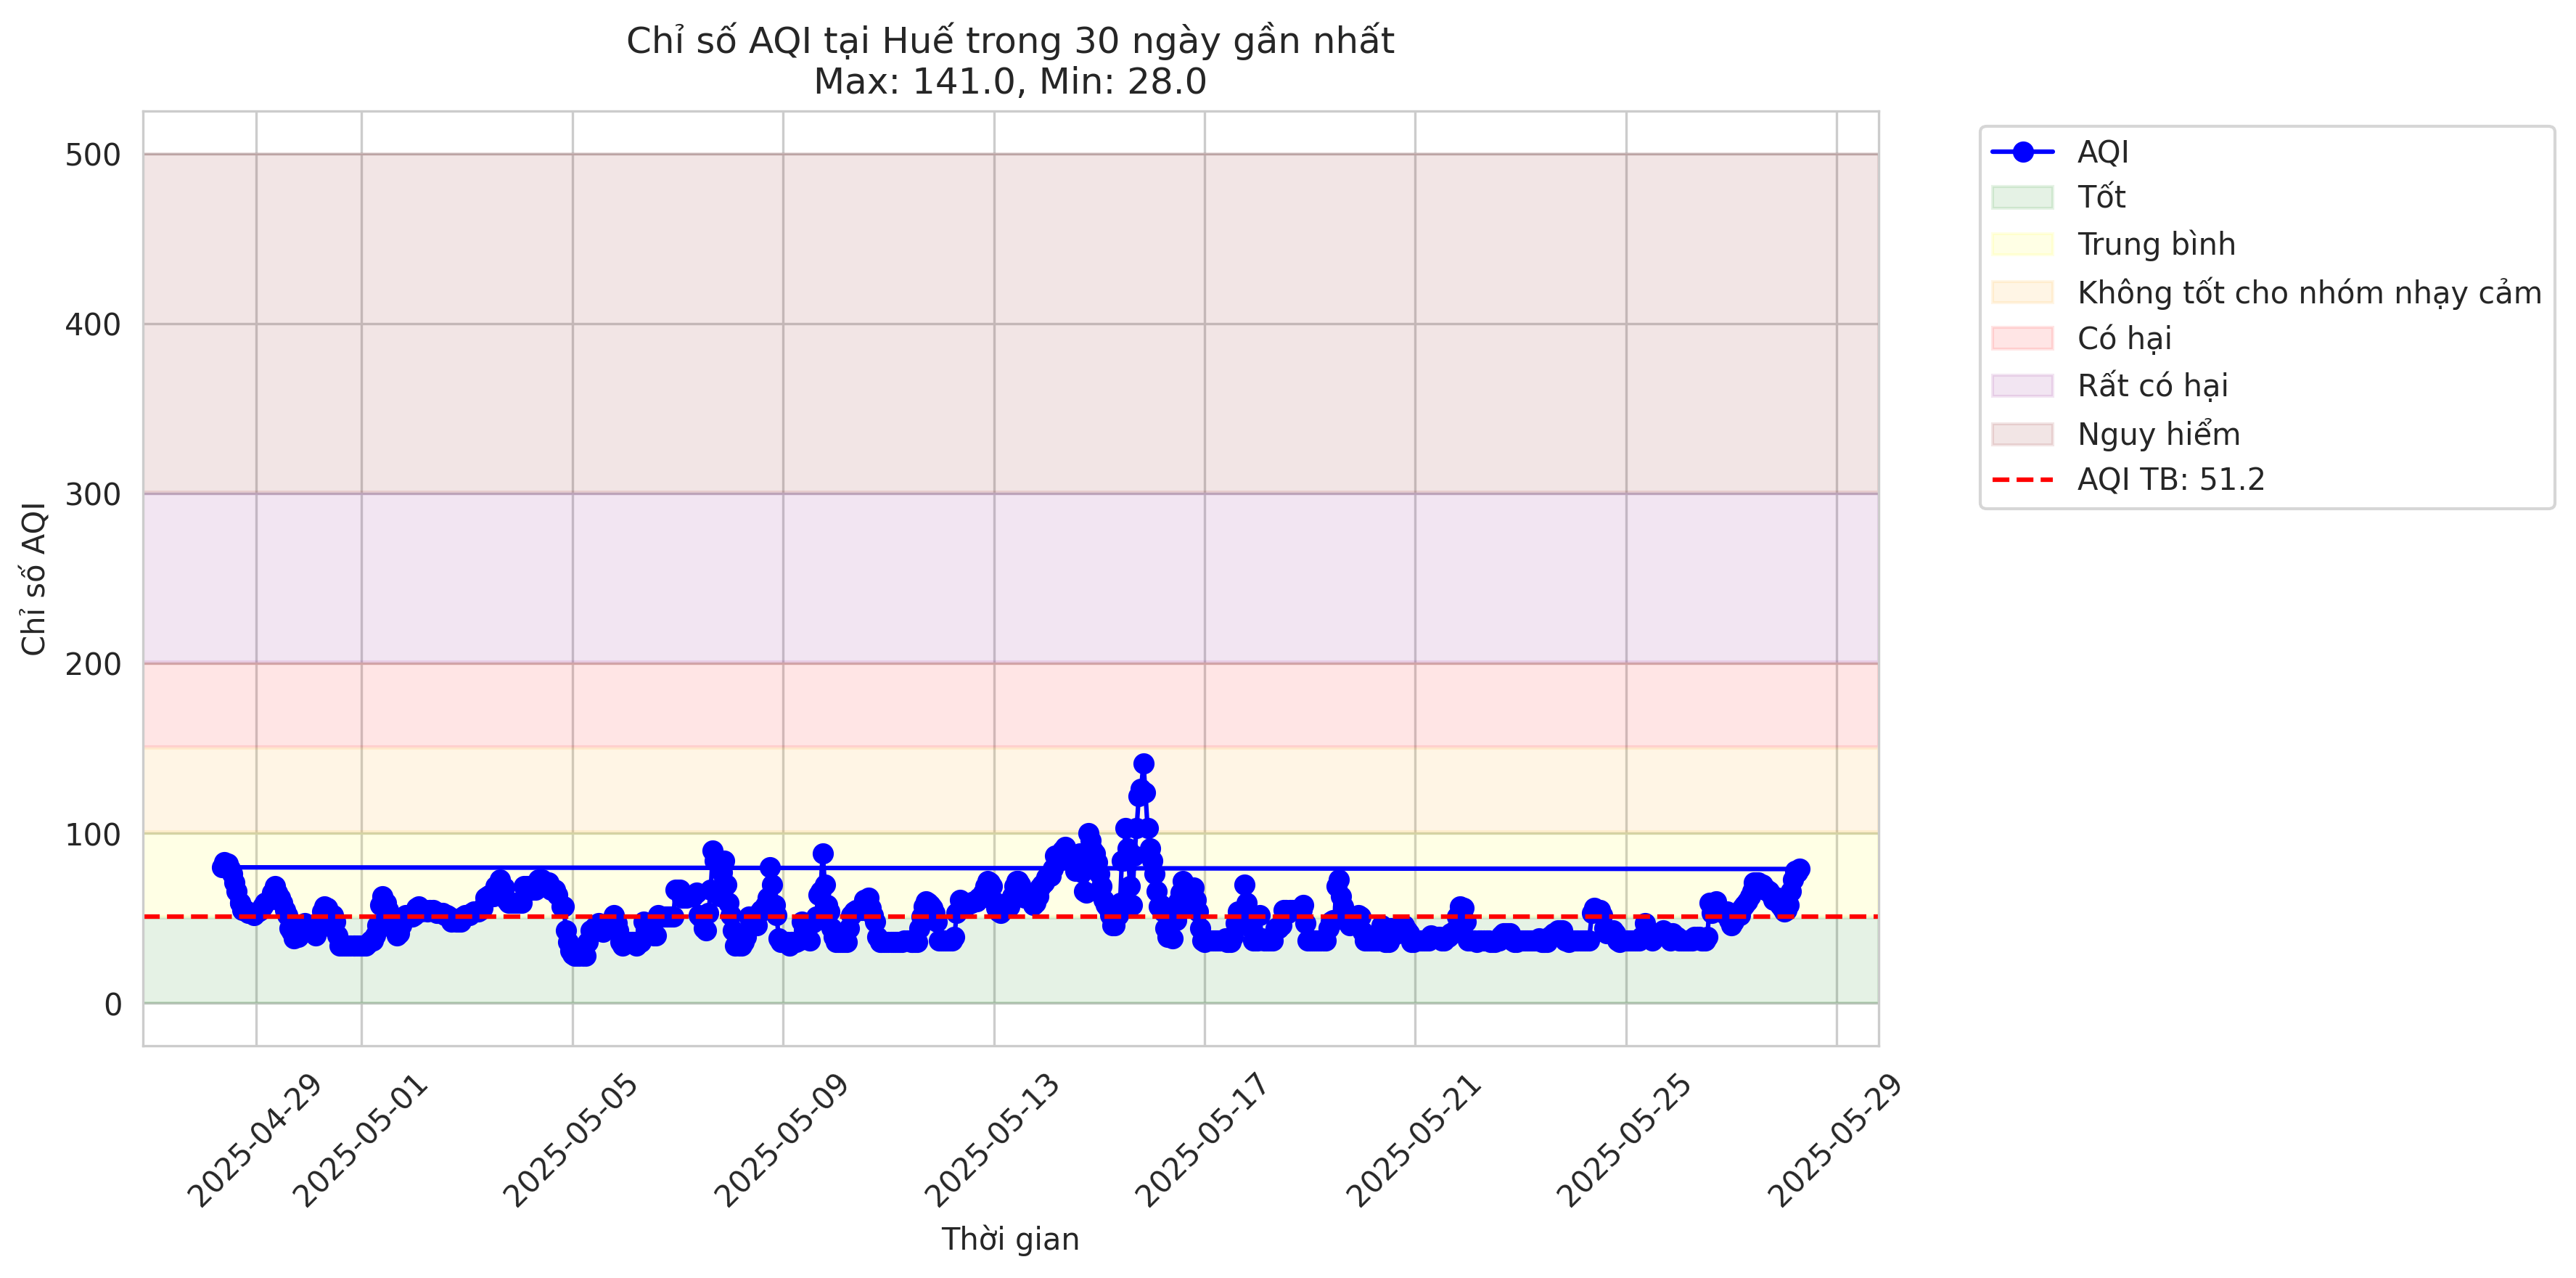 Chỉ số AQI tại Huế trong 30 ngày gần nhất
Max: 141.0, Min: 28.0
Chỉ số AQI
500
400
300
200
100
0
2025-04-29
2025-05-01
2025-05-05
2025-05-09
2025-05-13
2025-05-17
2025-05-21
2025-05-25
2025-05-29
Thời gian
AQI
Tốt
Trung bình
Không tốt cho nhóm nhạy cảm
Có hại
Rất có hại
Nguy hiểm
AQI TB: 51.2